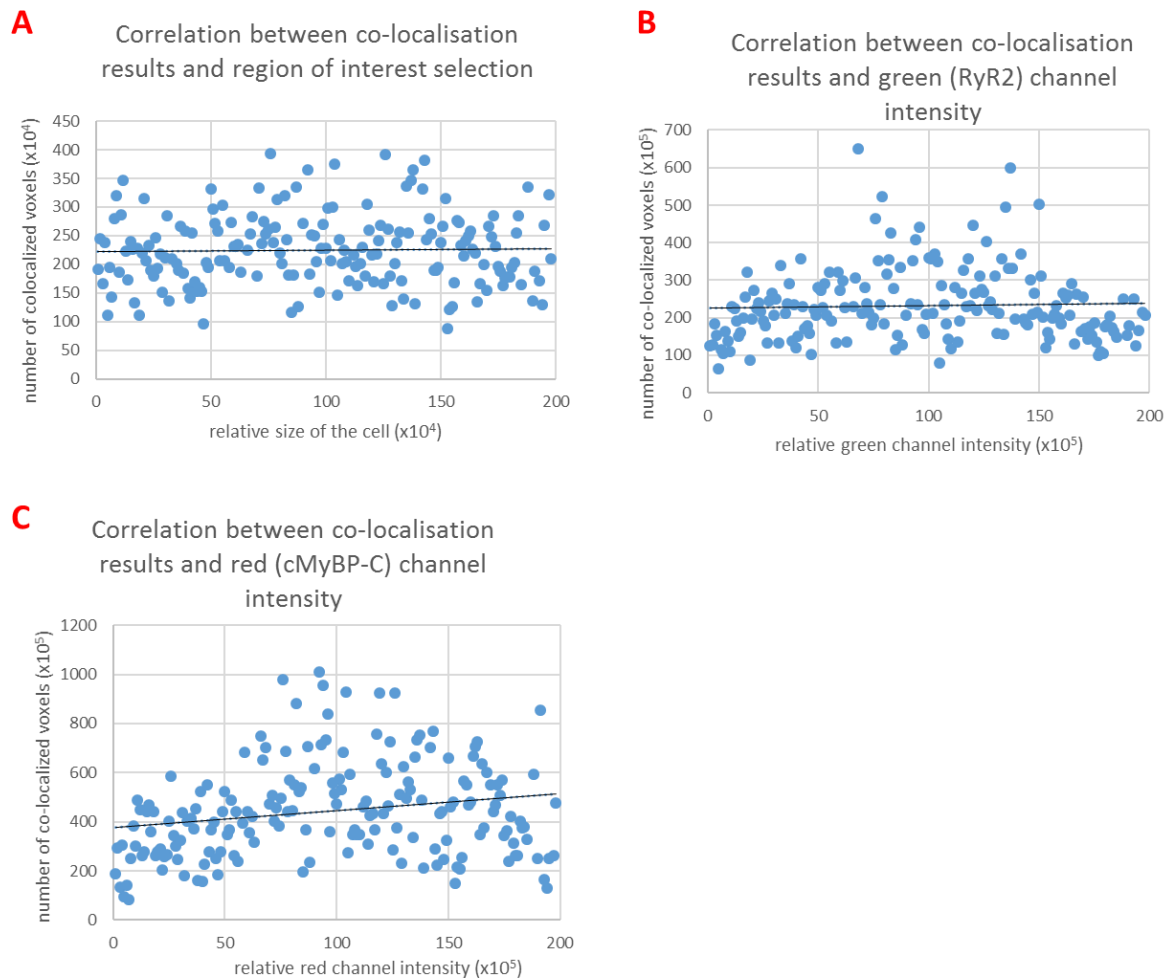 A
Correlation between co-localisation
results and region of interest selection
number of colocalized voxels (x10⁴)
450
400
350
300
250
200
150
100
50
0
0 50 100 150 200
relative size of the cell (x10⁴)
B
Correlation between co-localisation
results and green (RyR2) channel
intensity
number of co-localized voxels (x10⁵)
700
600
500
400
300
200
100
0
0 50 100 150 200
relative green channel intensity (x10⁵)
C
Correlation between co-localisation
results and red (cMyBP-C) channel
intensity
number of co-localized voxels (x10⁵)
1200
1000
800
600
400
200
0
0 50 100 150 200
relative red channel intensity (x10⁵)